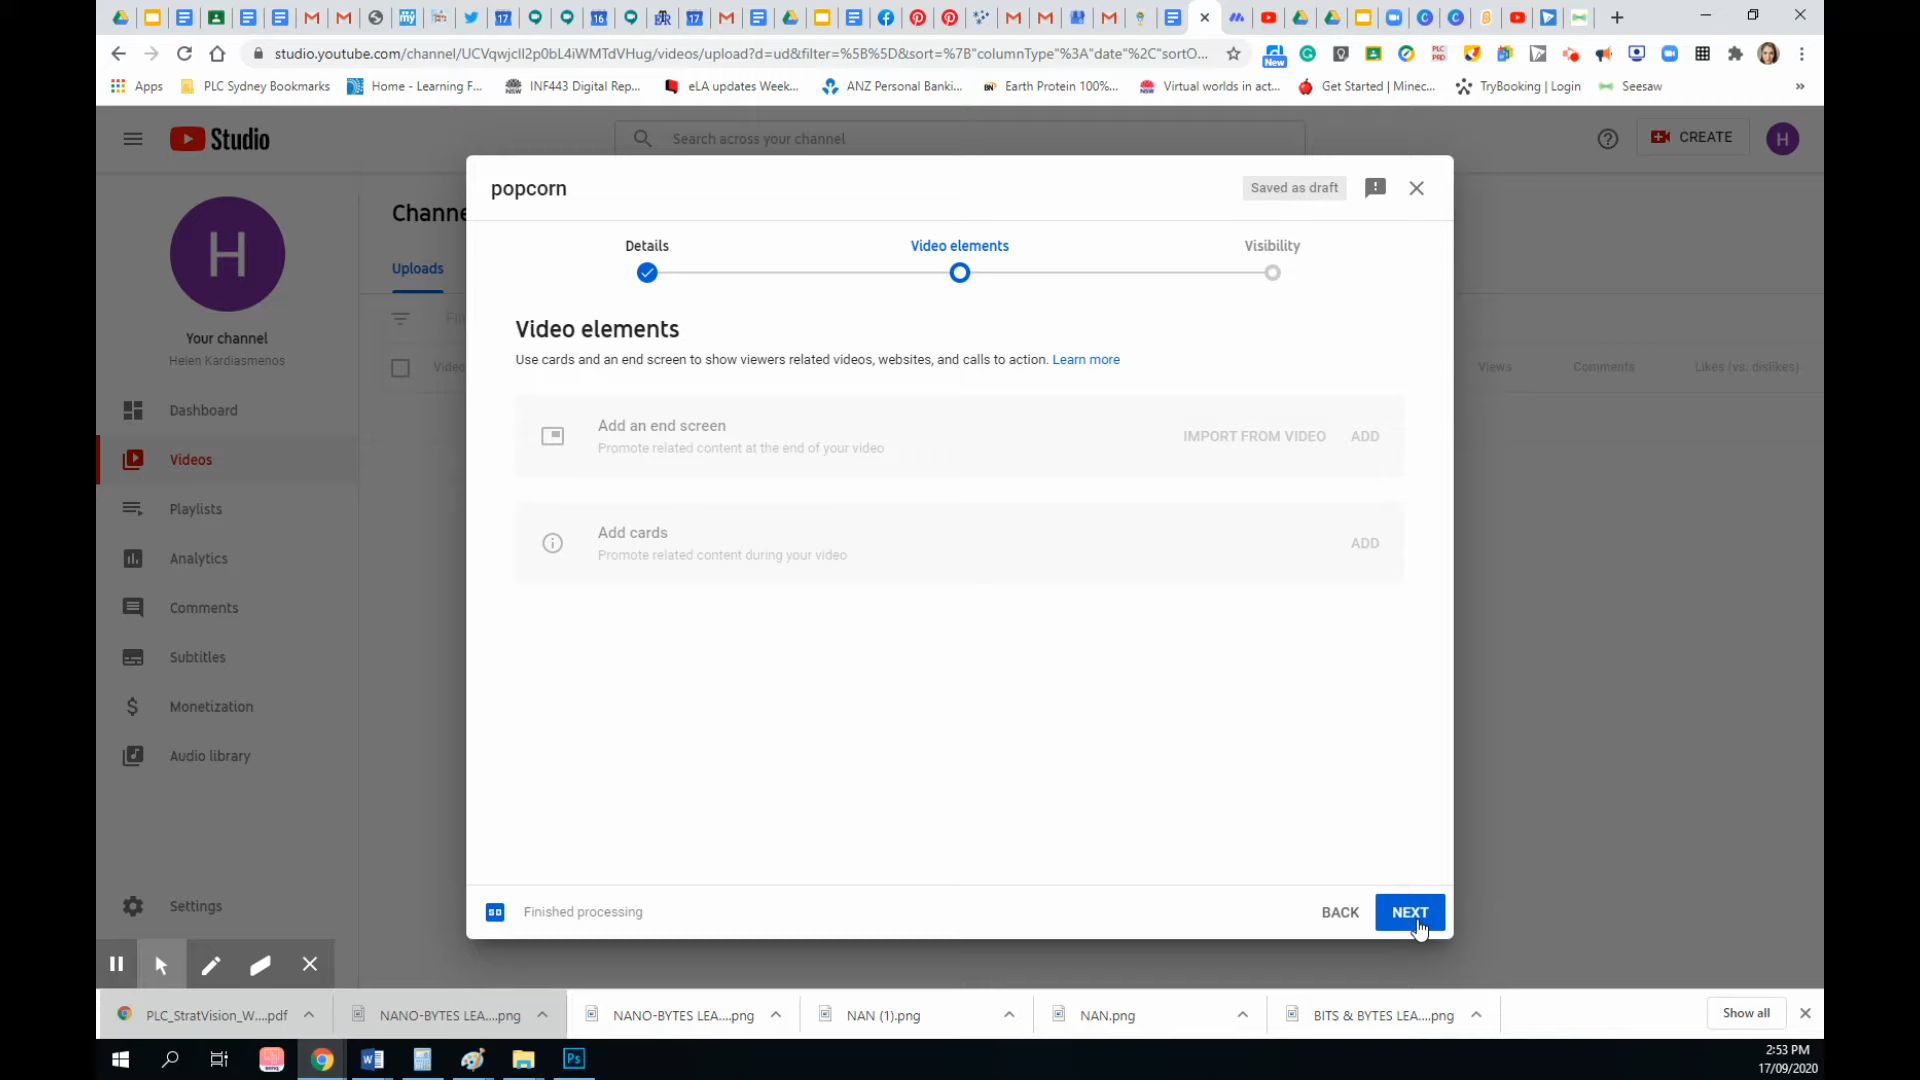 studio.youtube.com/channel/UCVqwjcII2p0bL4iWMTdVHug/videos/upload?d=ud&filter=%5B%5D&sort=%7B"columnType"%3A"date"%2C"sortO...
New
Apps PLC Sydney Bookmarks Home - Learning F... INF443 Digital Rep... eLA updates Week... ANZ Personal Banki... Earth Protein 100%... Virtual worlds in act... Get Started | Minec... TryBooking | Login Seesaw »
Studio
Search across your channel
CREATE
H
popcorn
Saved as draft
H
Channe
Details
Video elements
Visibility
Uploads
Video elements
Use cards and an end screen to show viewers related videos, websites, and calls to action. Learn more
Your channel
Helen Kardiasmenos
Views Comments Likes (vs. dislikes)
Dashboard
Videos
Playlists
Analytics
Comments
Subtitles
Monetization
Audio library
Settings
Add an end screen
Promote related content at the end of your video
IMPORT FROM VIDEO ADD
Add cards
Promote related content during your video
ADD
SD Finished processing
BACK NEXT
PLC_StratVision_W....pdf NANO-BYTES LEA....png NANO-BYTES LEA....png NAN (1).png NAN.png BITS & BYTES LEA....png Show all
Ps
2:53 PM
17/09/2020